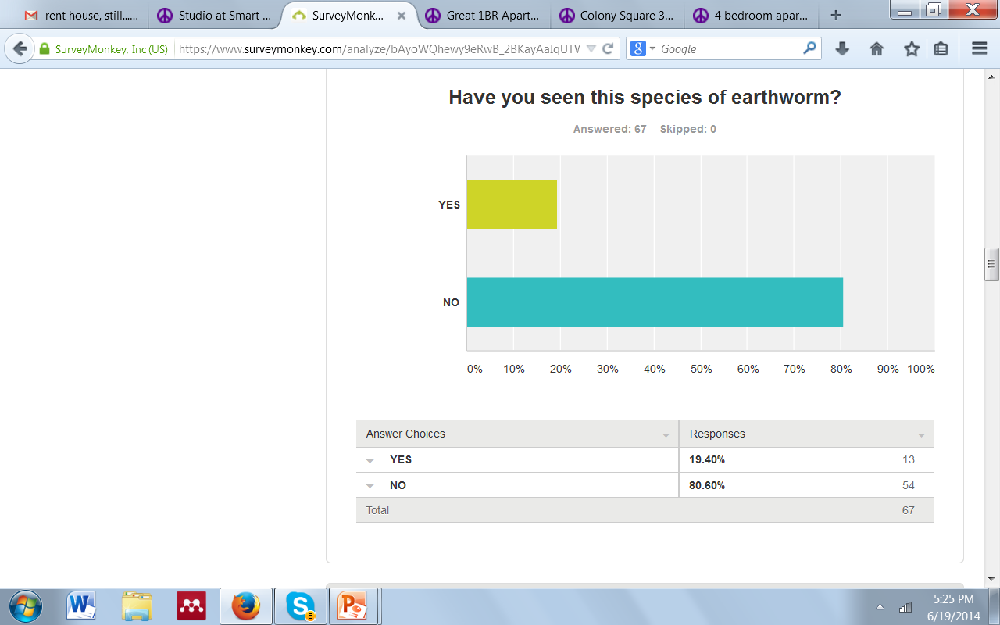 rent house, still...... Studio at Smart ... SurveyMonk... Great 1BR Apart... Colony Square 3... 4 bedroom apar...
SurveyMonkey, Inc (US) https://www.surveymonkey.com/analyze/bAyoWQhewy9eRwB_2BKayAaIqUTV Google
Have you seen this species of earthworm?
Answered: 67 Skipped: 0
YES
NO
0% 10% 20% 30% 40% 50% 60% 70% 80% 90% 100%
Answer Choices Responses
YES 19.40% 13
NO 80.60% 54
Total 67
5:25 PM
6/19/2014